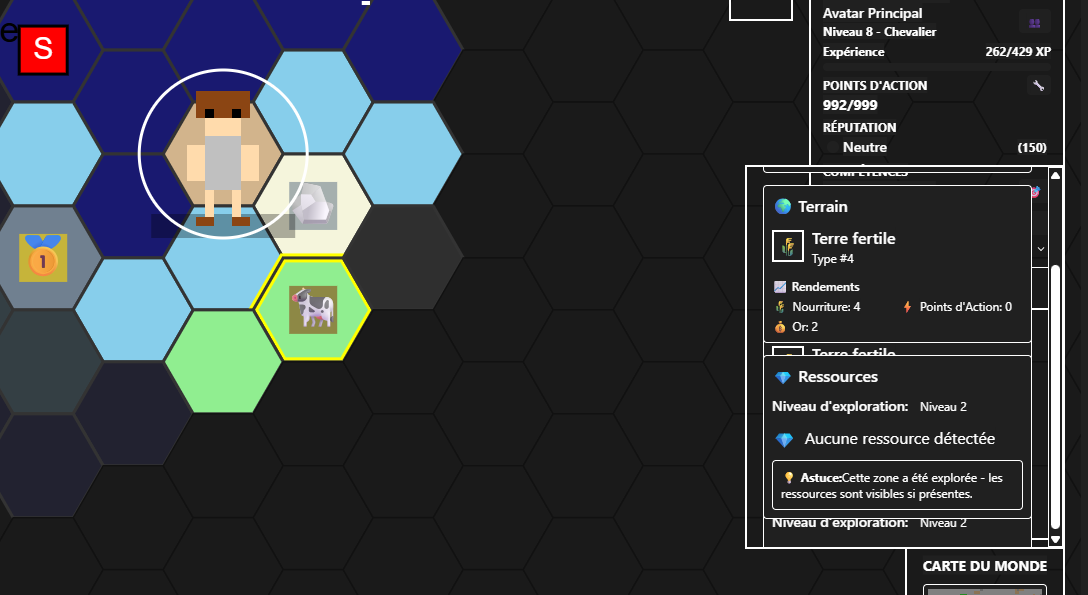 e
S
1
Avatar Principal
Niveau 8 - Chevalier
Expérience 262/429 XP
POINTS D'ACTION
992/999
RÉPUTATION
Neutre (150)
COMPÉTENCES
Terrain
Terre fertile
Type #4
Rendements
Nourriture: 4 Points d'Action: 0
Or: 2
Terre fertile
Ressources
Niveau d'exploration: Niveau 2
Aucune ressource détectée
Astuce:Cette zone a été explorée - les
ressources sont visibles si présentes.
Niveau d'exploration: Niveau 2
CARTE DU MONDE